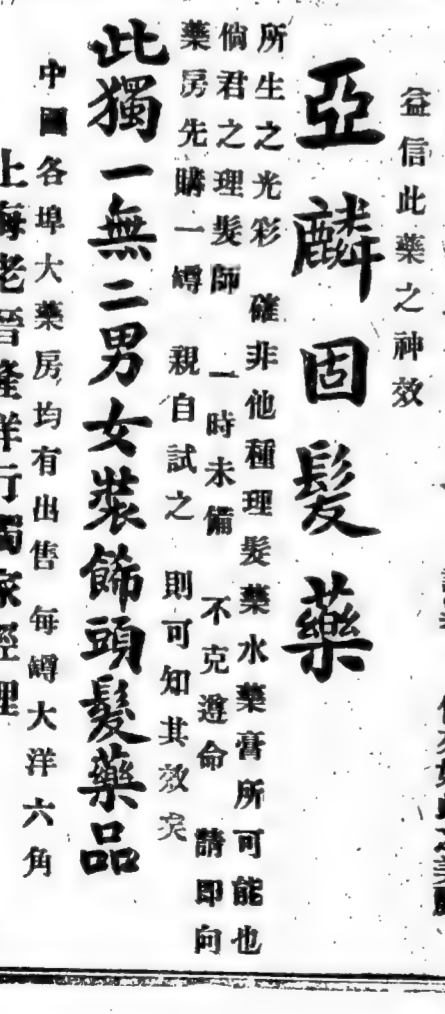 益信此藥之神效
亞麟固髮藥
所生之光彩 確非他種理髮藥水藥膏所可能也
倘君之理髮師 一時未備 不克遵命 請即向
藥房先購一罇 親自試之 則可知其效矣
此獨一無二男女裝飾頭髮藥品
中國各埠大藥房均有出售 每罇大洋六角
上海老晉隆洋行獨家經理